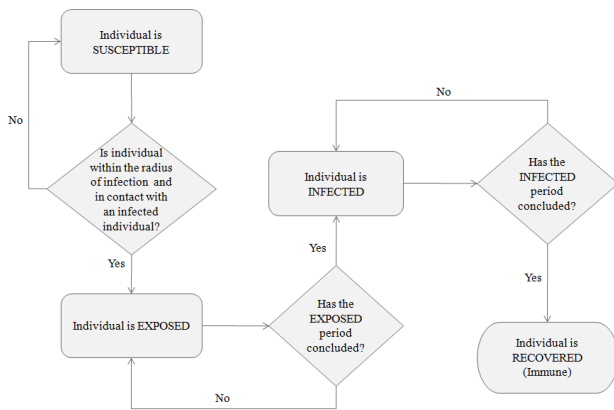 Individual is
SUSCEPTIBLE
No
Is individual
within the radius
of infection and
in contact with
an infected
individual?
Yes
Individual is EXPOSED
Has the
EXPOSED
period
concluded?
No
Yes
Individual is
INFECTED
No
Has the
INFECTED
period
concluded?
Yes
Individual is
RECOVERED
(Immune)